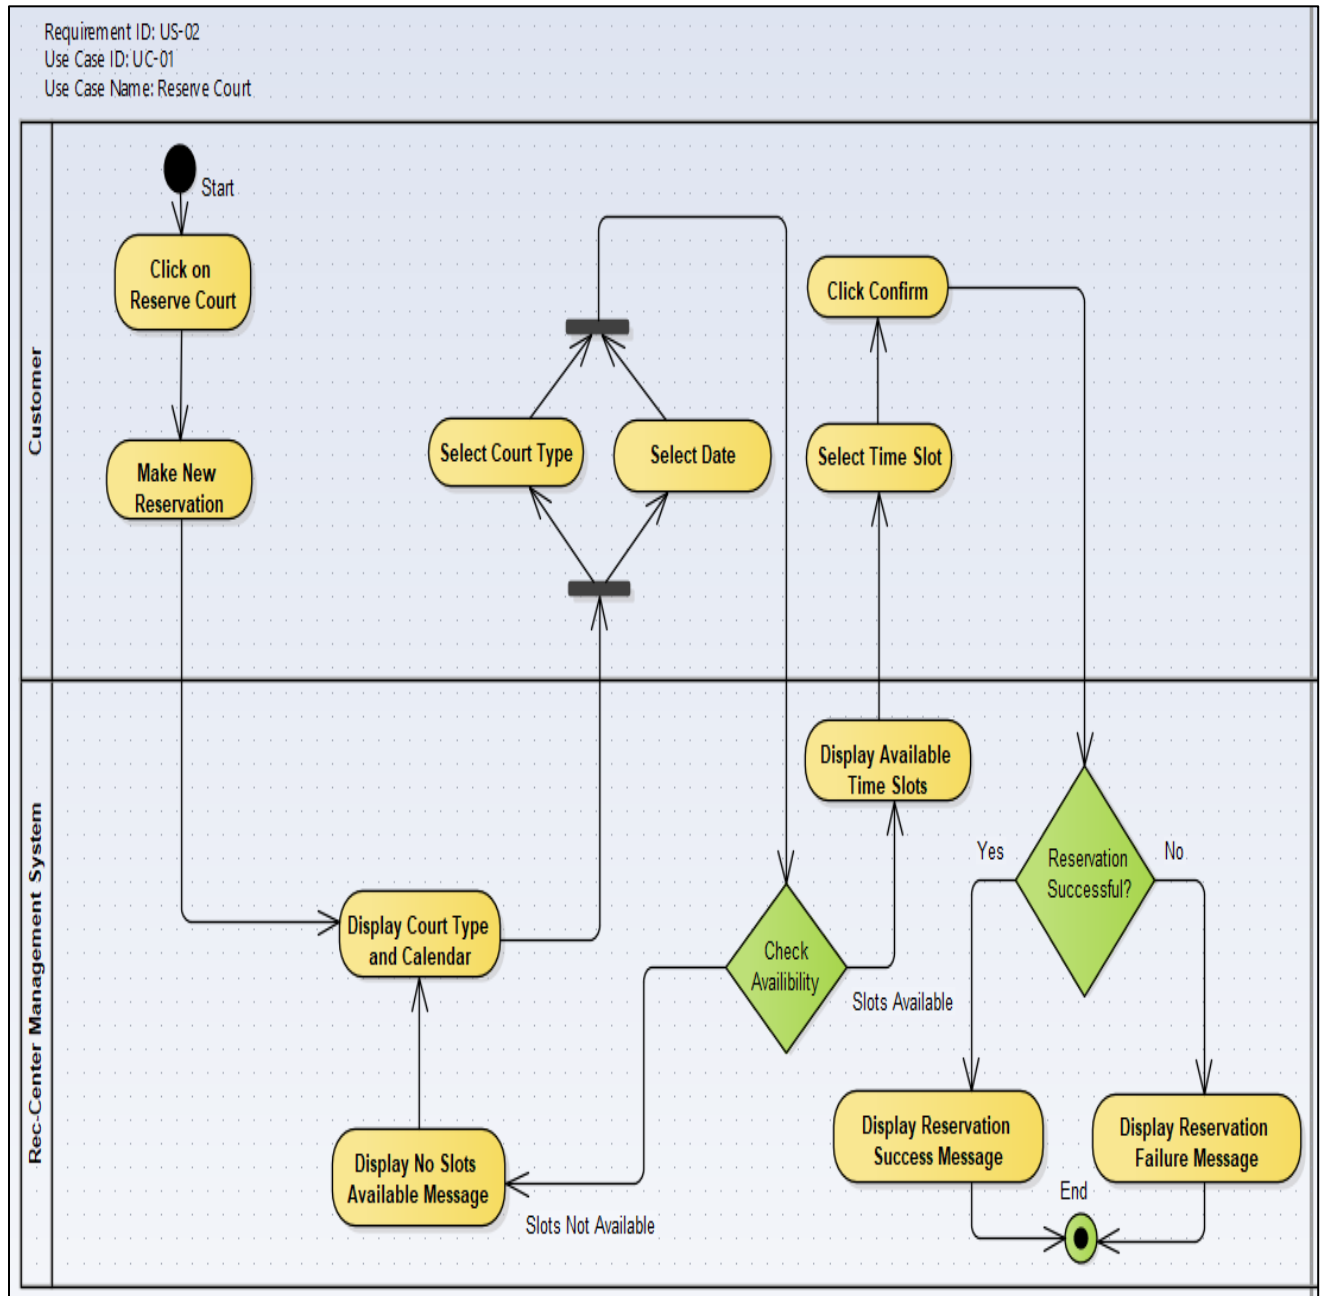 Requirement ID: US-02
Use Case ID: UC-01
Use Case Name: Reserve Court
Customer
Start
Click on
Reserve Court
Make New
Reservation
Select Court Type
Select Date
Click Confirm
Select Time Slot
Rec-Center Management System
Display Available
Time Slots
Display Court Type
and Calendar
Check
Availibility
Slots Available
Yes
Reservation
Successful?
No
Display No Slots
Available Message
Slots Not Available
Display Reservation
Success Message
Display Reservation
Failure Message
End